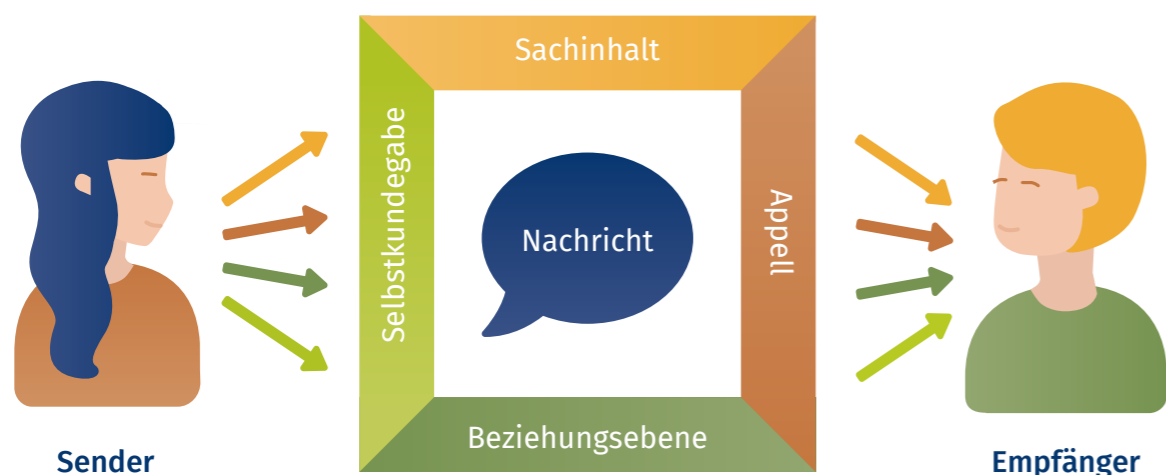 Sachinhalt
Selbstkundegabe
Nachricht
Appell
Beziehungsebene
Sender
Empfänger